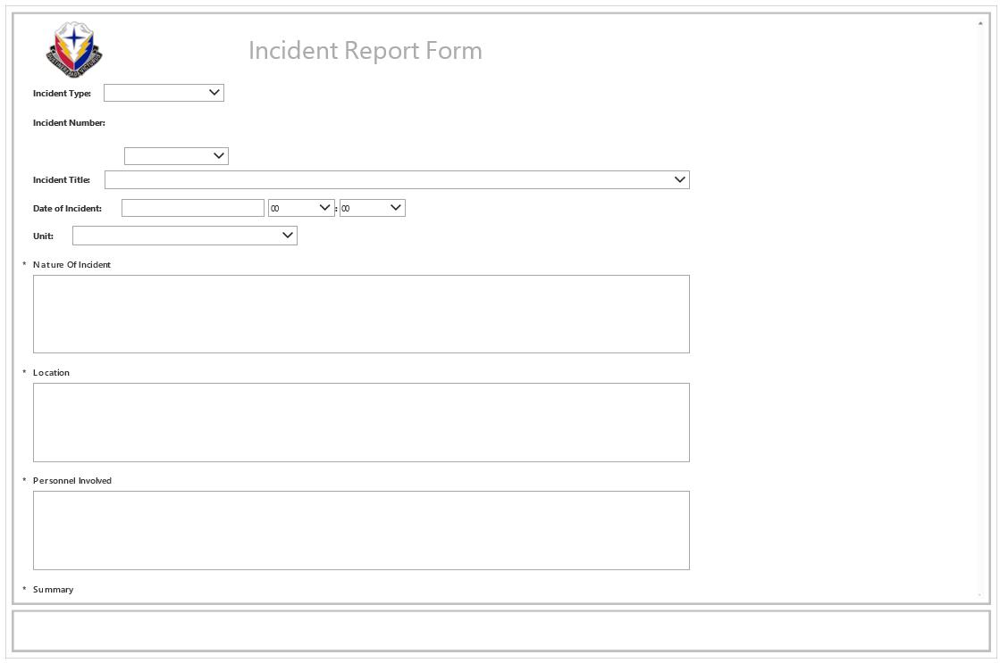 Incident Report Form
Incident Type:
Incident Number:
Incident Title:
Date of Incident: 00 : 00
Unit:
* Nature Of Incident
* Location
* Personnel Involved
* Summary